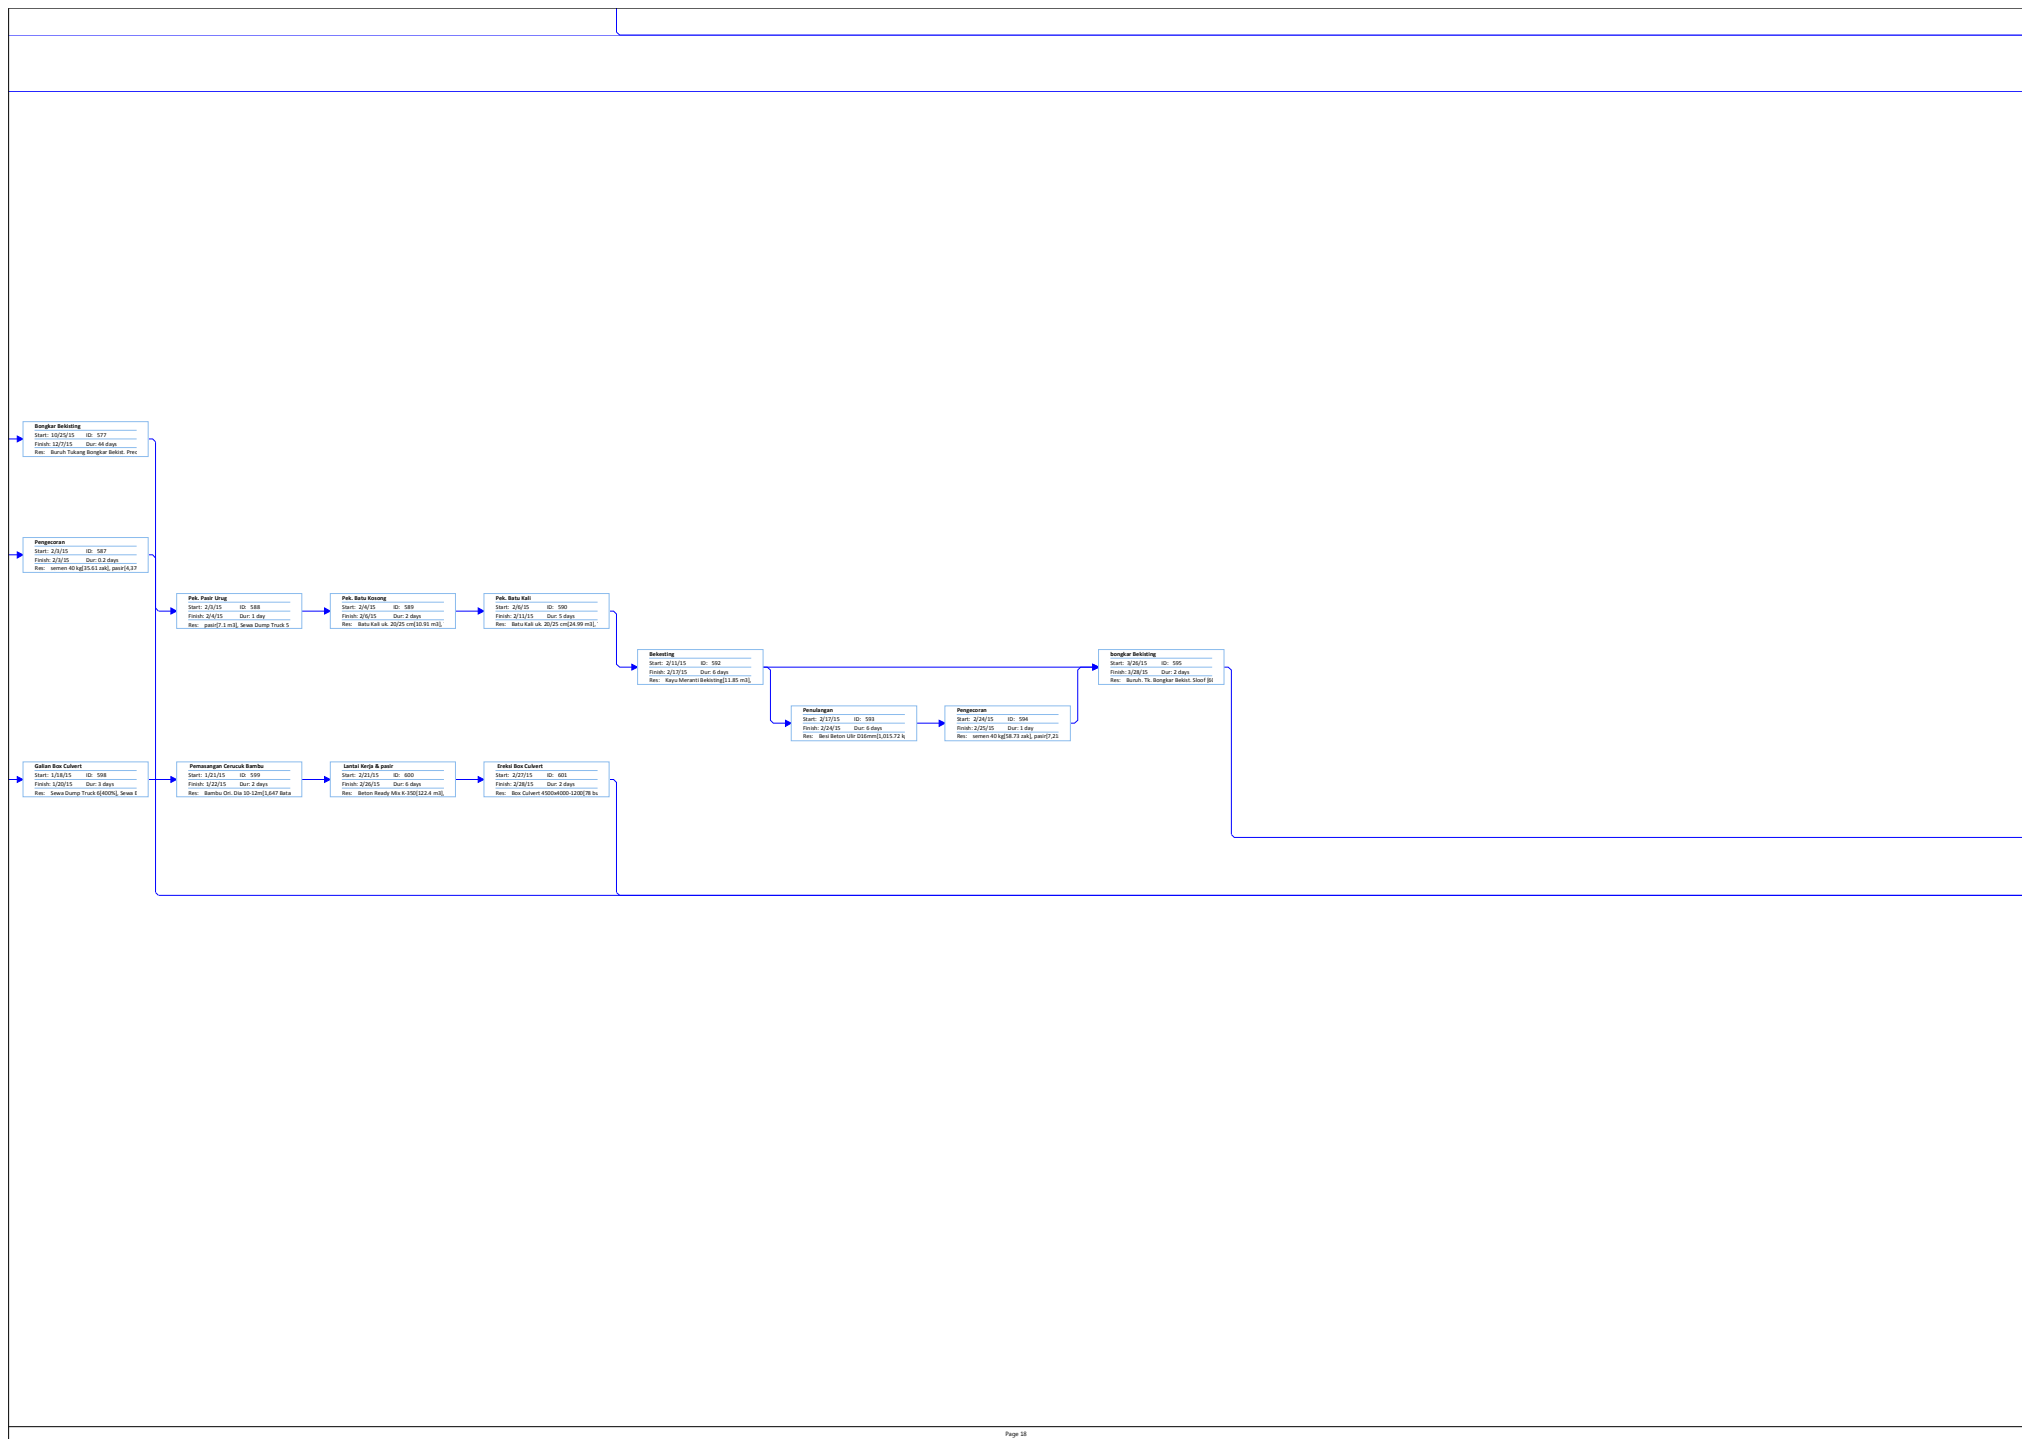 Bongkar Bekisting
Start: 10/25/15 ID: 577
Finish: 12/7/15 Dur: 44 days
Res: Buruh Tukang Bongkar Bekist. Prec
Pengecoran
Start: 2/3/15 ID: 587
Finish: 2/3/15 Dur: 0.2 days
Res: semen 40 kg[35.61 zak], pasir[4,37
Pek. Pasir Urug
Start: 2/3/15 ID: 588
Finish: 2/4/15 Dur: 1 day
Res: pasir[7.1 m3], Sewa Dump Truck 5
Pek. Batu Kosong
Start: 2/4/15 ID: 589
Finish: 2/6/15 Dur: 2 days
Res: Batu Kali uk. 20/25 cm[10.91 m3],
Pek. Batu Kali
Start: 2/6/15 ID: 590
Finish: 2/11/15 Dur: 5 days
Res: Batu Kali uk. 20/25 cm[24.99 m3],
Bekesting
Start: 2/11/15 ID: 592
Finish: 2/17/15 Dur: 6 days
Res: Kayu Meranti Bekisting[11.85 m3],
bongkar Bekisting
Start: 3/26/15 ID: 595
Finish: 3/28/15 Dur: 2 days
Res: Buruh. Tk. Bongkar Bekist. Sloof
Penulangan
Start: 2/17/15 ID: 593
Finish: 2/24/15 Dur: 6 days
Res: Besi Beton Ulir D16mm[1,015.72 k
Pengecoran
Start: 2/24/15 ID: 594
Finish: 2/25/15 Dur: 1 day
Res: semen 40 kg[58.73 zak], pasir[7,21
Galian Box Culvert
Start: 1/18/15 ID: 598
Finish: 1/20/15 Dur: 3 days
Res: Sewa Dump Truck 6[400%], Sewa E
Pemasangan Cerucuk Bambu
Start: 1/21/15 ID: 599
Finish: 1/22/15 Dur: 2 days
Res: Bambu Ori. Dia 10-12m[1,647 Bata
Lantai Kerja & pasir
Start: 2/21/15 ID: 600
Finish: 2/26/15 Dur: 6 days
Res: Beton Ready Mix K-350[122.4 m3],
Ereksi Box Culvert
Start: 2/27/15 ID: 601
Finish: 2/28/15 Dur: 2 days
Res: Box Culvert 4500x4000-1200[78 bu
Page 18